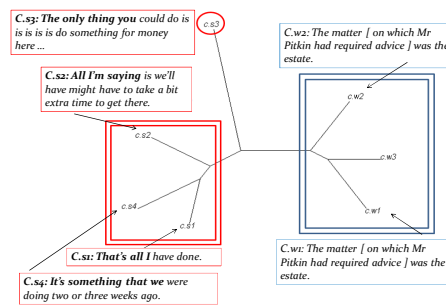 C.s3: The only thing you could do is
is is is is do something for money
here ...
c.s3
C.w2: The matter [ on which Mr
Pitkin had required advice ] was the
estate.
C.s2: All I'm saying is we'll
have might have to take a bit
extra time to get there.
c.w2
c.s2
c.w3
c.s4
c.s1
c.w1
C.s1: That's all I have done.
C.w1: The matter [ on which Mr
Pitkin had required advice ] was the
estate.
C.s4: It's something that we were
doing two or three weeks ago.